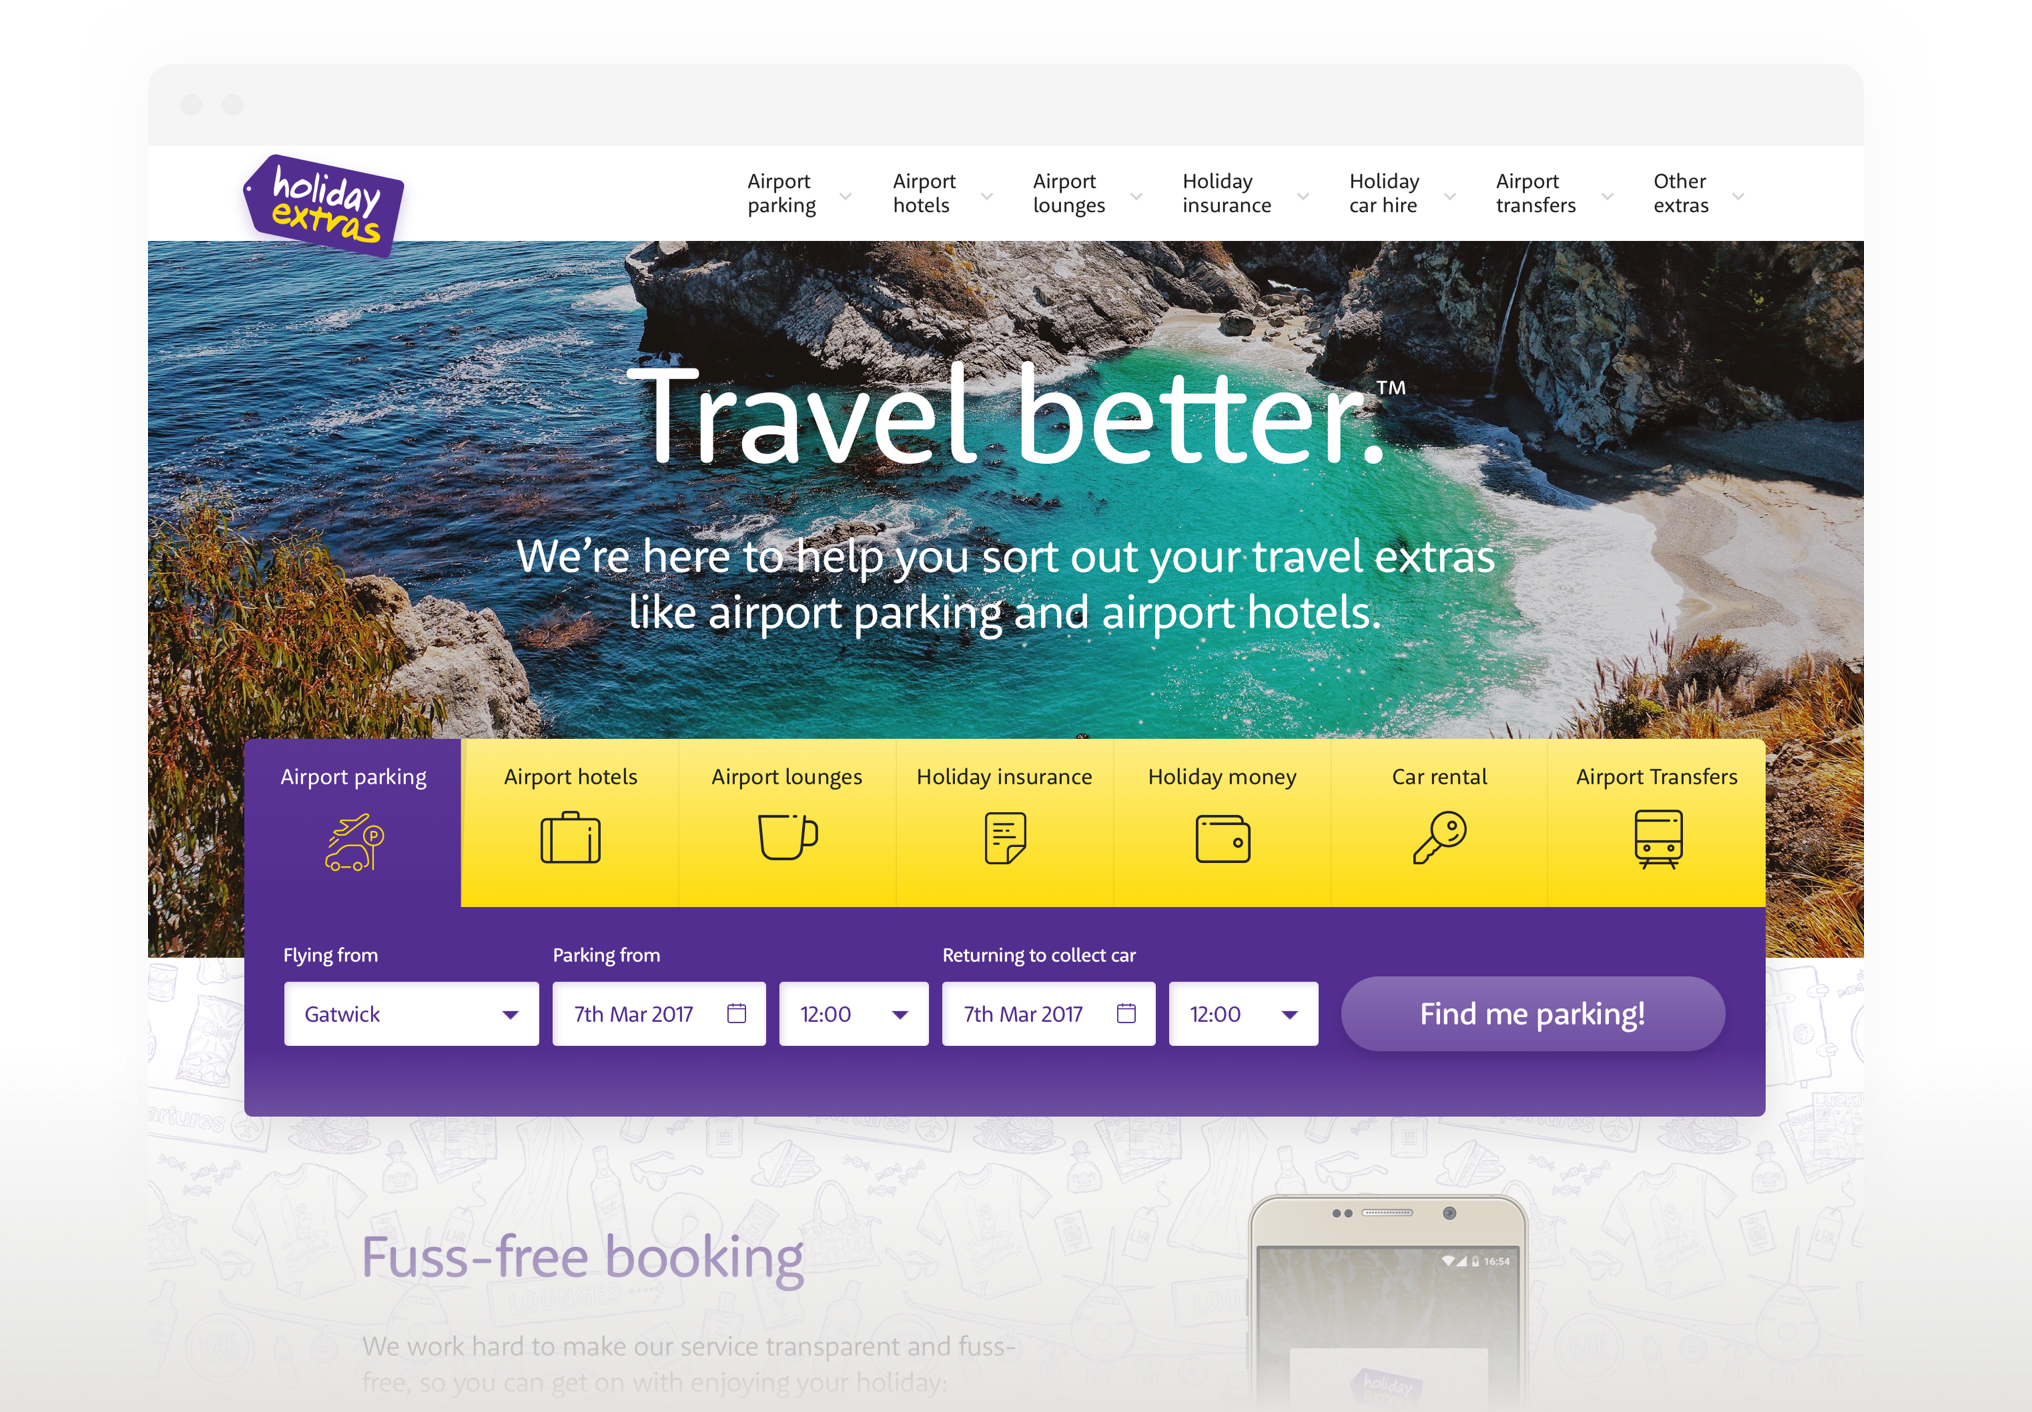 holiday
extras
Airport
parking
Airport
hotels
Airport
lounges
Holiday
insurance
Holiday
car hire
Airport
transfers
Other
extras
Travel better.™
We’re here to help you sort out your travel extras
like airport parking and airport hotels.
Airport parking
P
Airport hotels
Airport lounges
Holiday insurance
Holiday money
Car rental
Airport Transfers
Flying from
Parking from
Returning to collect car
Gatwick
7th Mar 2017
12:00
7th Mar 2017
12:00
Find me parking!
Fuss-free booking
16:54
LOUNGES
We work hard to make our service transparent and fuss-
free, so you can get on with enjoying your holiday:
holiday